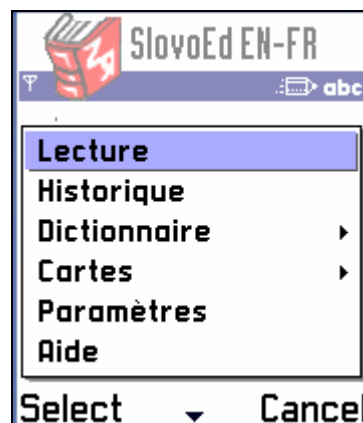 SlovoEd EN-FR
abc
Lecture
Historique
Dictionnaire
Cartes
Paramètres
Aide
Select Cancel